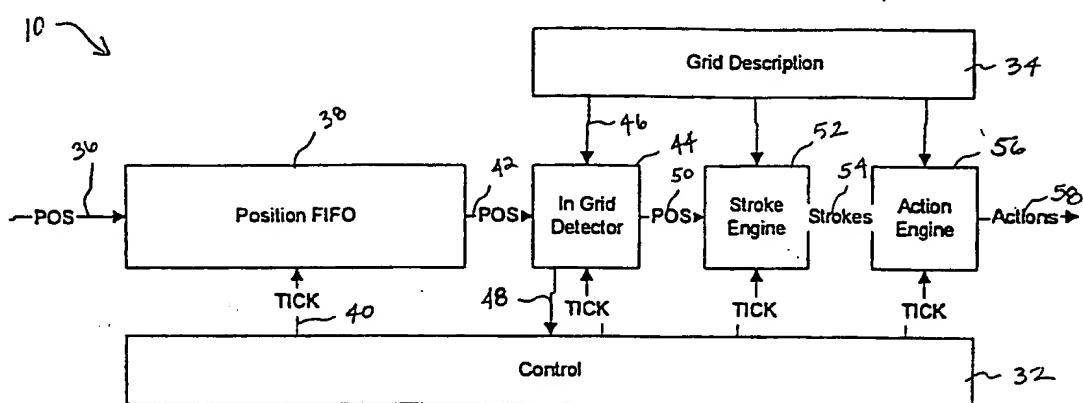 10
Grid Description
34
38
46
44
52
56
36
42
50
54
58
POS
Position FIFO
POS
In Grid
Detector
POS
Stroke
Engine
Strokes
Action
Engine
Actions
TICK
40
48
TICK
TICK
TICK
Control
32